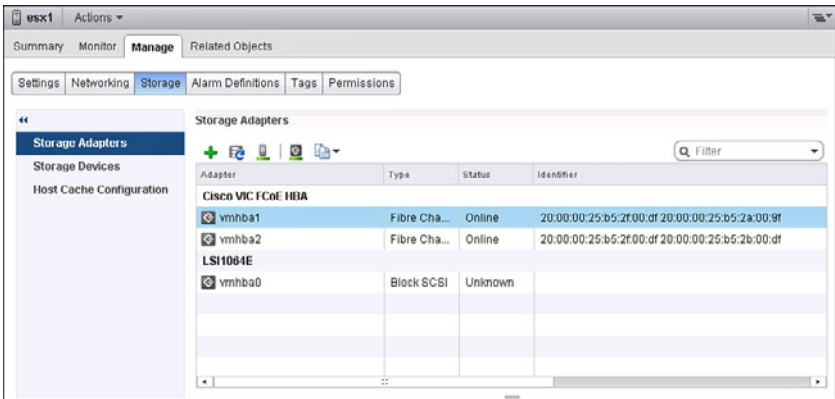 esx1 Actions
Summary Monitor Manage Related Objects
Settings Networking Storage Alarm Definitions Tags Permissions
Storage Adapters
Storage Devices
Host Cache Configuration
Storage Adapters
Filter
Adapter Type Status Identifier
Cisco VIC FCoE HBA
vmhba1 Fibre Cha... Online 20:00:00:25:b5:2f:00:df 20:00:00:25:b5:2a:00:9f
vmhba2 Fibre Cha... Online 20:00:00:25:b5:2f:00:df 20:00:00:25:b5:2b:00:df
LSI1064E
vmhba0 Block SCSI Unknown